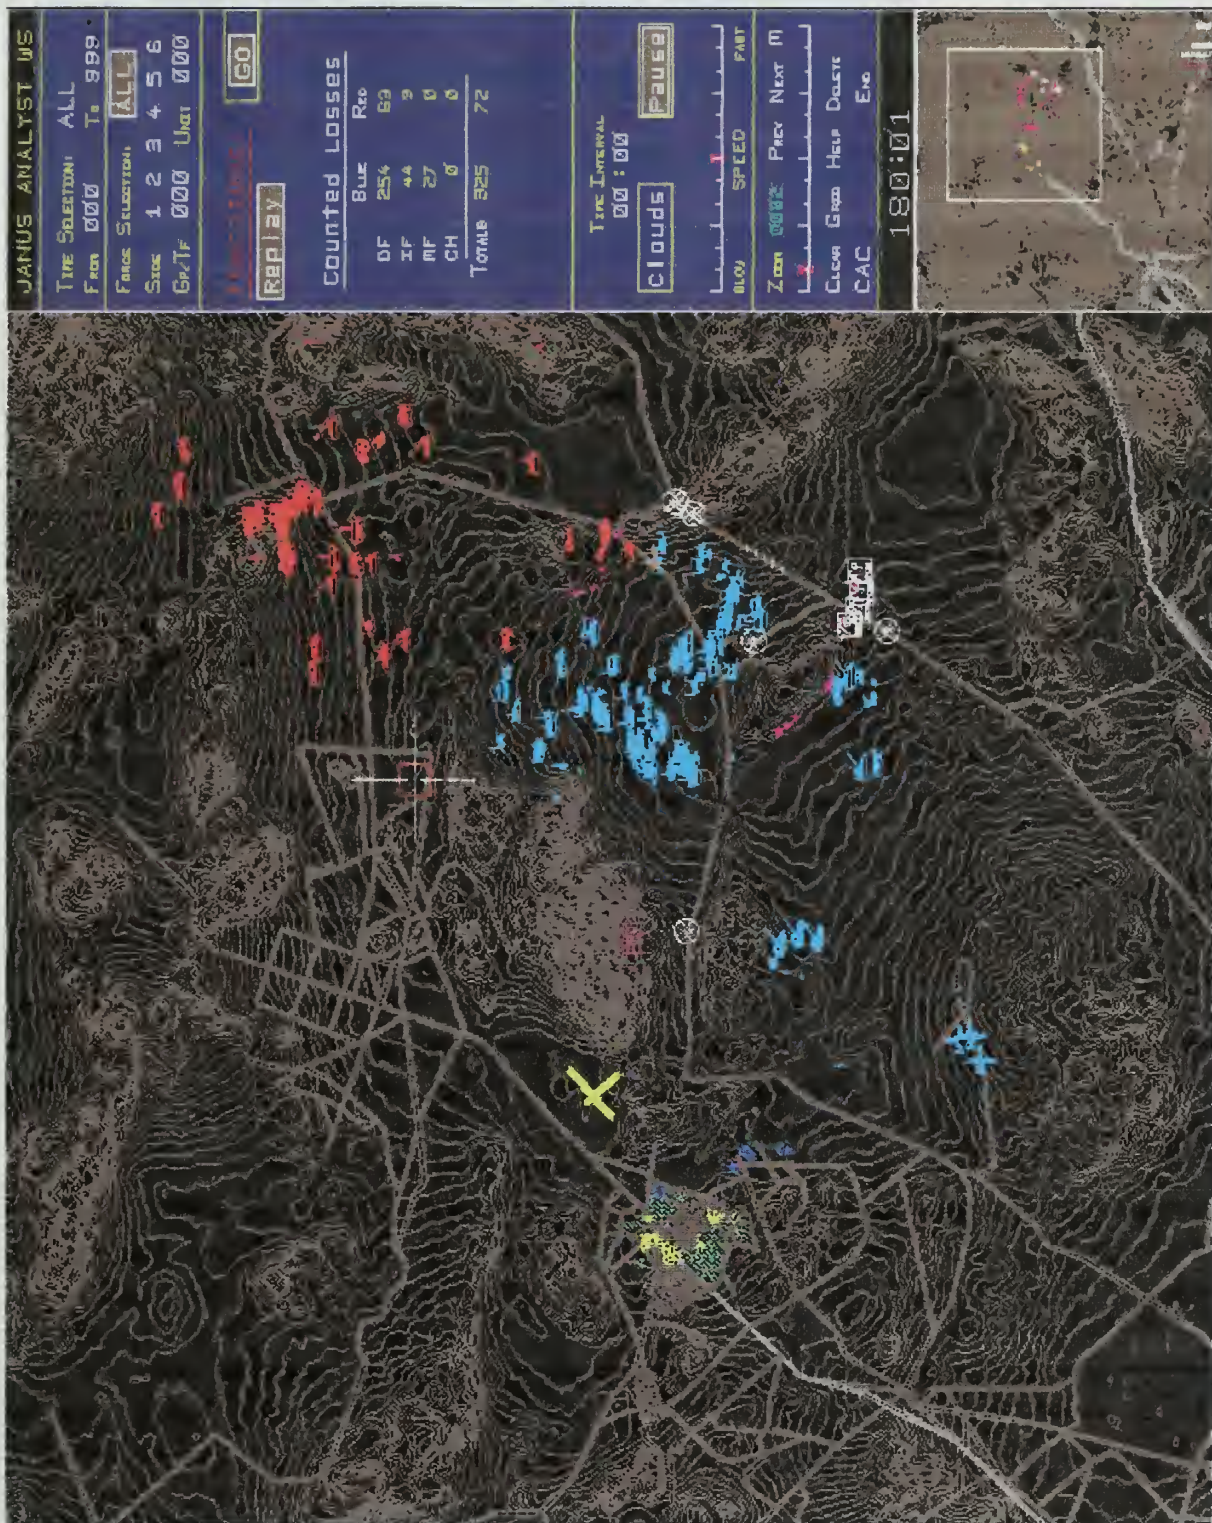 JANUS ANALYST WS
TIME SELECTION: ALL
FROM 000 TO 999
FORCE SELECTION: ALL
SIDE 1 2 3 4 5 6
GP/TF 000 UNIT 000
GO
Replay
Counted Losses
BLUE RED
DF 254 63
IF 44 9
MF 27 0
CH 0 0
TOTALS 325 72
TIME INTERVAL
00:00
Clouds Pause
SLOW SPEED FAST
ZOOM PREV NEXT M
CLEAR GRID HELP DELETE
CAC END
180:01